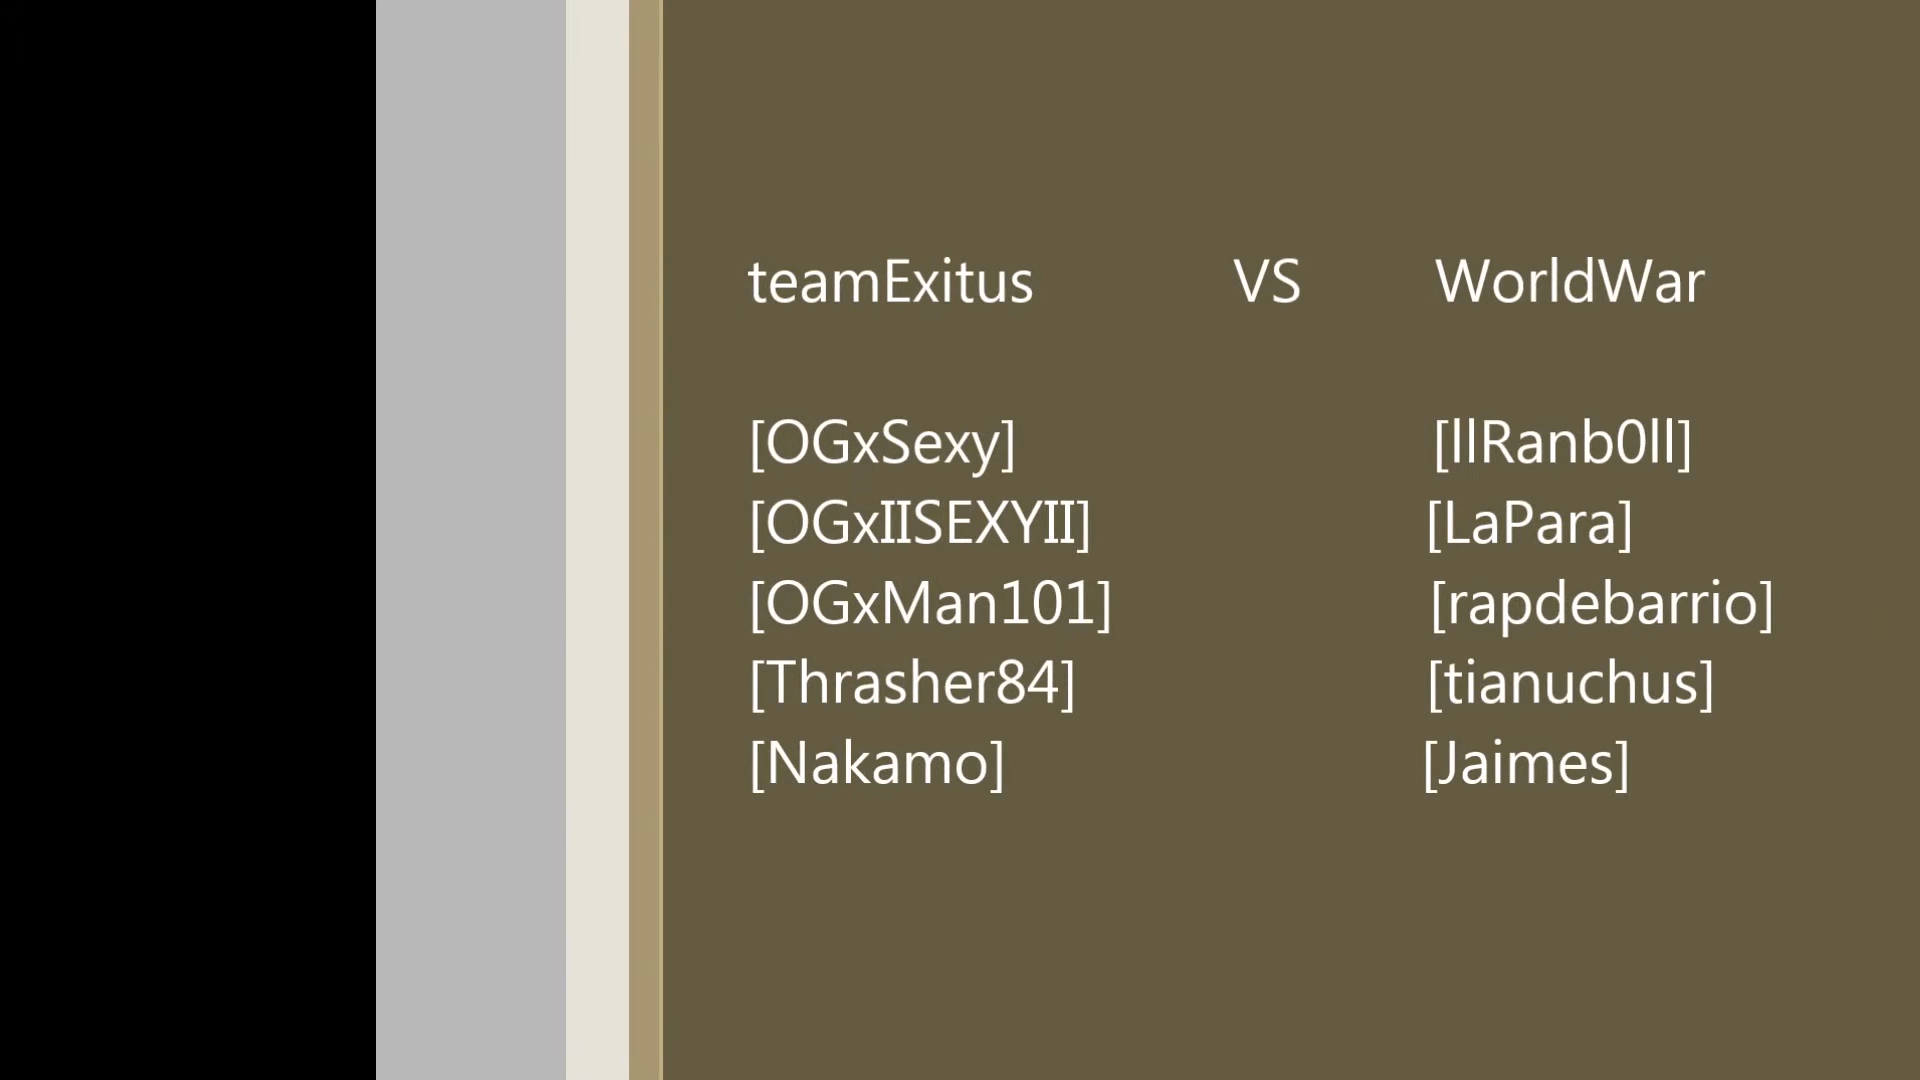 teamExitus VS WorldWar
[OGxSexy] [llRanb0ll]
[OGxIISEXYII] [LaPara]
[OGxMan101] [rapdebarrio]
[Thrasher84] [tianuchus]
[Nakamo] [Jaimes]